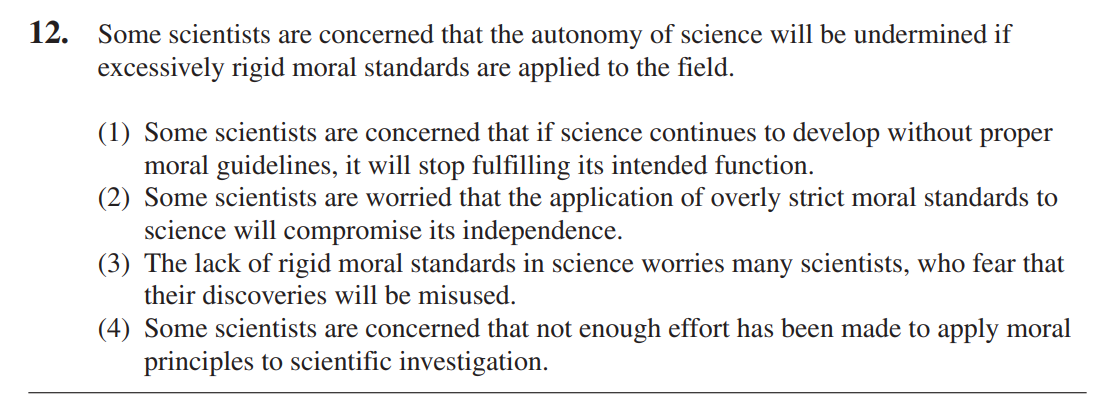 12. Some scientists are concerned that the autonomy of science will be undermined if
excessively rigid moral standards are applied to the field.
(1) Some scientists are concerned that if science continues to develop without proper
moral guidelines, it will stop fulfilling its intended function.
(2) Some scientists are worried that the application of overly strict moral standards to
science will compromise its independence.
(3) The lack of rigid moral standards in science worries many scientists, who fear that
their discoveries will be misused.
(4) Some scientists are concerned that not enough effort has been made to apply moral
principles to scientific investigation.